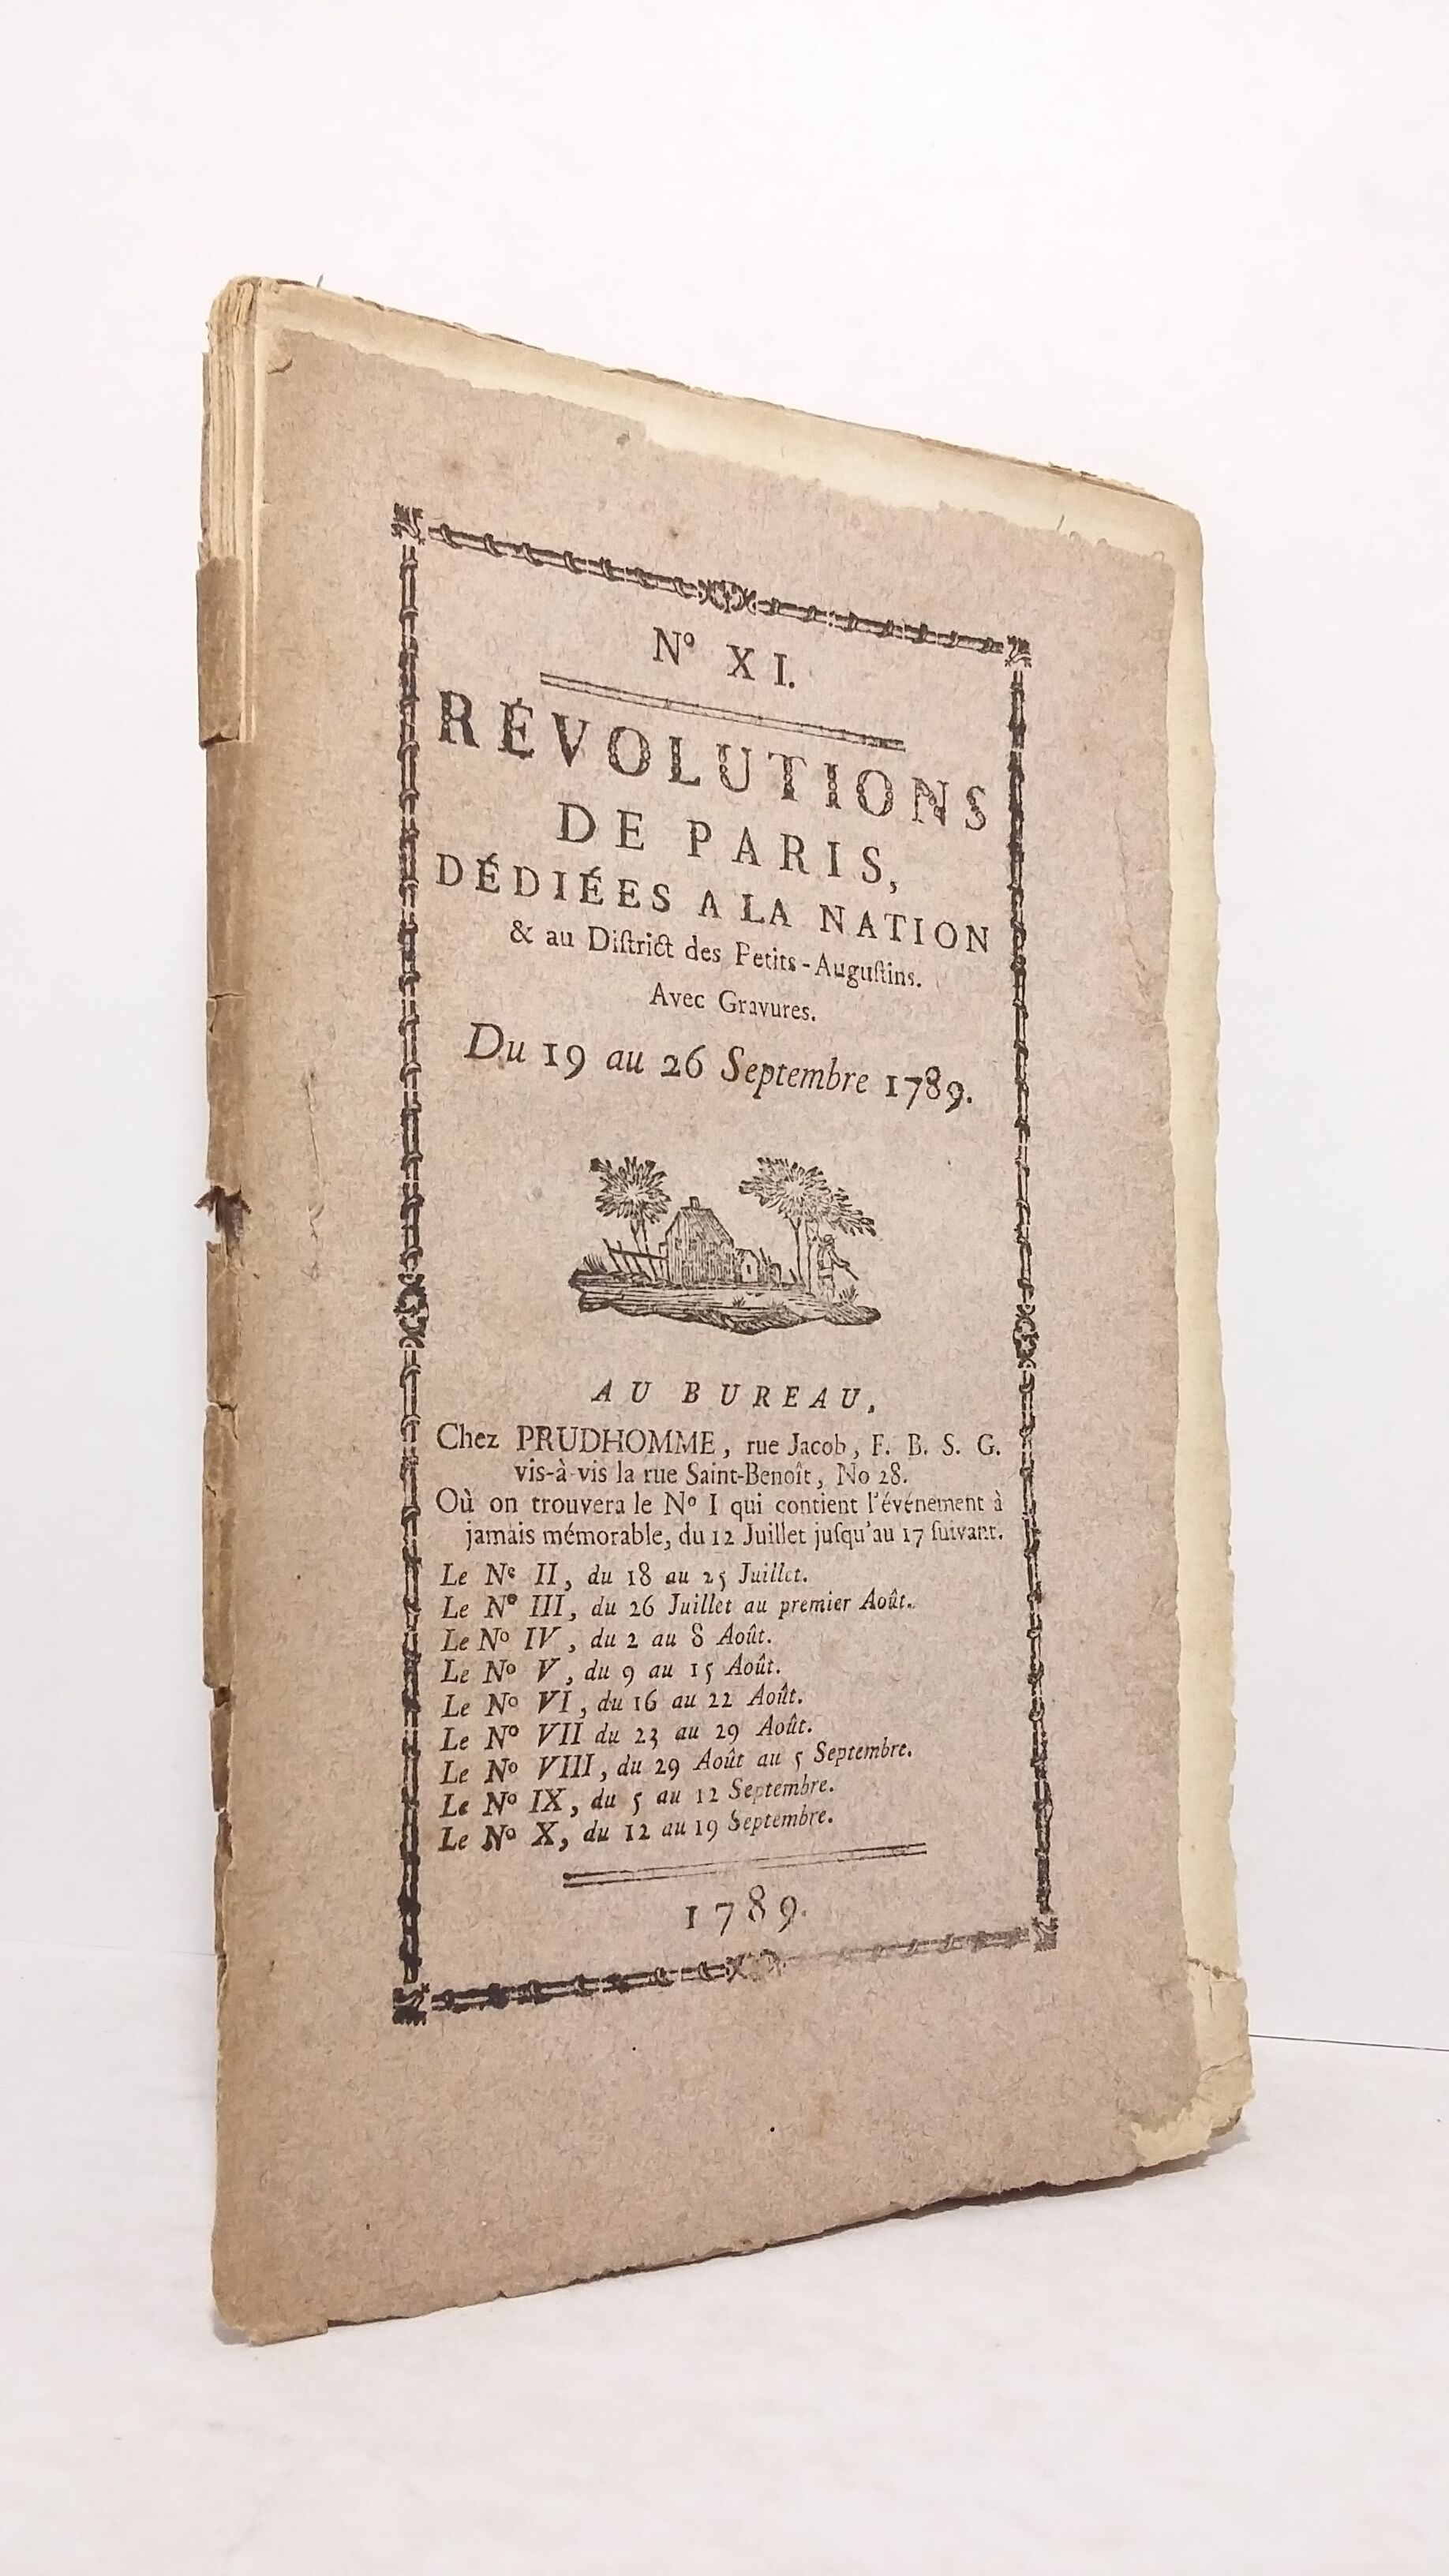 Nº XI.
RÉVOLUTIONS
DE PARIS,
DÉDIÉES A LA NATION
& au Diſtrict des Petits-Auguſtins.
Avec Gravures.
Du 19 au 26 Septembre 1789.
AU BUREAU,
Chez PRUDHOMME, rue Jacob, F. B. S. G.
vis-à-vis la rue Saint-Benoît, No 28.
Où on trouvera le Nº I qui contient l'événement à
jamais mémorable, du 12 Juillet juſqu'au 17 ſuivant.
Le Nº II, du 18 au 25 Juillet.
Le Nº III, du 26 Juillet au premier Août.
Le Nº IV, du 2 au 8 Août.
Le Nº V, du 9 au 15 Août.
Le Nº VI, du 16 au 22 Août.
Le Nº VII du 23 au 29 Août.
Le Nº VIII, du 29 Août au 5 Septembre.
Le Nº IX, du 5 au 12 Septembre.
Le Nº X, du 12 au 19 Septembre.
1789.